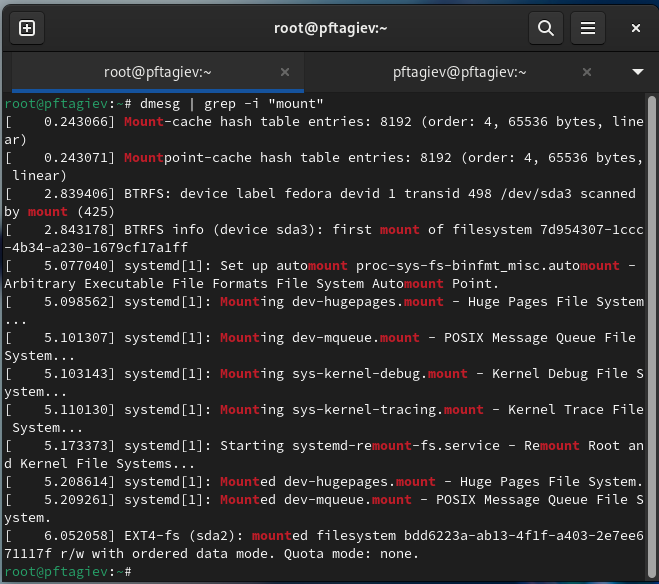 root@pftagiev:~
root@pftagiev:~
pftagiev@pftagiev:~
root@pftagiev:~# dmesg | grep -i "mount"
[    0.243066] Mount-cache hash table entries: 8192 (order: 4, 65536 bytes, line
ar)
[    0.243071] Mountpoint-cache hash table entries: 8192 (order: 4, 65536 bytes,
 linear)
[    2.839406] BTRFS: device label fedora devid 1 transid 498 /dev/sda3 scanned
by mount (425)
[    2.843178] BTRFS info (device sda3): first mount of filesystem 7d954307-1ccc
-4b34-a230-1679cf17a1ff
[    5.077040] systemd[1]: Set up automount proc-sys-fs-binfmt_misc.automount -
Arbitrary Executable File Formats File System Automount Point.
[    5.098562] systemd[1]: Mounting dev-hugepages.mount - Huge Pages File System
...
[    5.101307] systemd[1]: Mounting dev-mqueue.mount - POSIX Message Queue File
System...
[    5.103143] systemd[1]: Mounting sys-kernel-debug.mount - Kernel Debug File S
ystem...
[    5.110130] systemd[1]: Mounting sys-kernel-tracing.mount - Kernel Trace File
 System...
[    5.173373] systemd[1]: Starting systemd-remount-fs.service - Remount Root an
d Kernel File Systems...
[    5.208614] systemd[1]: Mounted dev-hugepages.mount - Huge Pages File System.
[    5.209261] systemd[1]: Mounted dev-mqueue.mount - POSIX Message Queue File S
ystem.
[    6.052058] EXT4-fs (sda2): mounted filesystem bdd6223a-ab13-4f1f-a403-2e7ee6
71117f r/w with ordered data mode. Quota mode: none.
root@pftagiev:~#